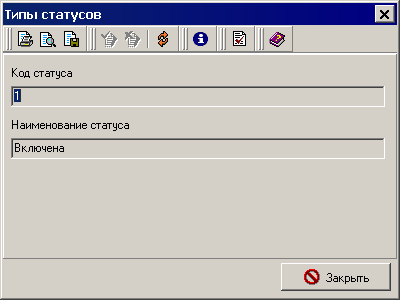 Типы статусов
Код статуса
1
Наименование статуса
Включена
Закрыть